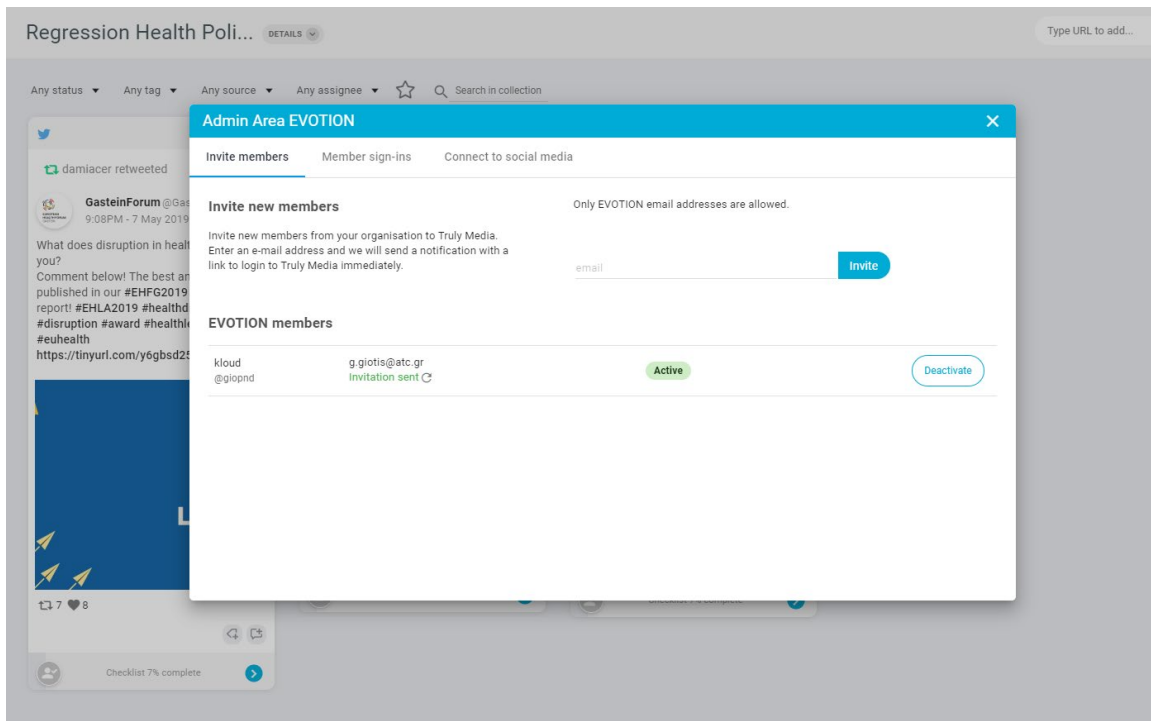 Regression Health Poli... DETAILS
Type URL to add...
Any status Any tag Any source Any assignee Search in collection
Admin Area EVOTION
Invite members Member sign-ins Connect to social media
Invite new members
Invite new members from your organisation to Truly Media.
Enter an e-mail address and we will send a notification with a
link to login to Truly Media immediately.
Only EVOTION email addresses are allowed.
email Invite
EVOTION members
kloud g.giotis@atc.gr Active Deactivate
@giopnd Invitation sent
damiacer retweeted
GasteinForum @Gas
9:08PM - 7 May 2019
What does disruption in healt
you?
Comment below! The best an
published in our #EHFG2019
report! #EHLA2019 #healthd
#disruption #award #healthle
#euhealth
https://tinyurl.com/y6gbsd25
L
7 8
Checklist 7% complete
Checklist 7% complete